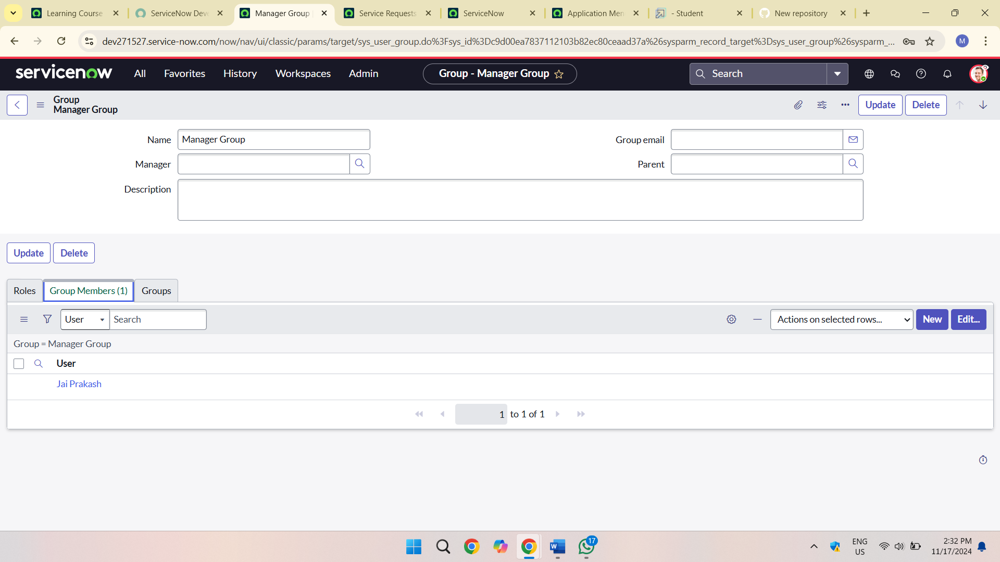 Learning Course
ServiceNow Deve
Manager Group
Service Requests
ServiceNow
Application Men
- Student
New repository
dev271527.service-now.com/now/nav/ui/classic/params/target/sys_user_group.do%3Fsys_id%3Dc9d00ea7837112103b82ec80ceaad37a%26sysparm_record_target%3Dsys_user_group%26sysparm_...
M
servicenow
All
Favorites
History
Workspaces
Admin
Group - Manager Group
Search
Group
Manager Group
Update
Delete
Name
Manager Group
Group email
Manager
Parent
Description
Update
Delete
Roles
Group Members (1)
Groups
User
Search
Actions on selected rows...
New
Edit...
Group = Manager Group
User
Jai Prakash
1 to 1 of 1
17
ENG
US
2:32 PM
11/17/2024